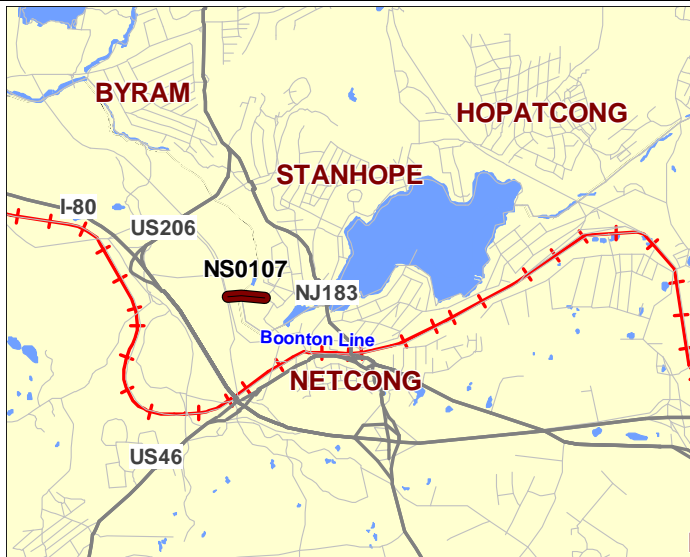 BYRAM
HOPATCONG
STANHOPE
I-80
US206
NS0107
NJ183
Boonton Line
NETCONG
US46